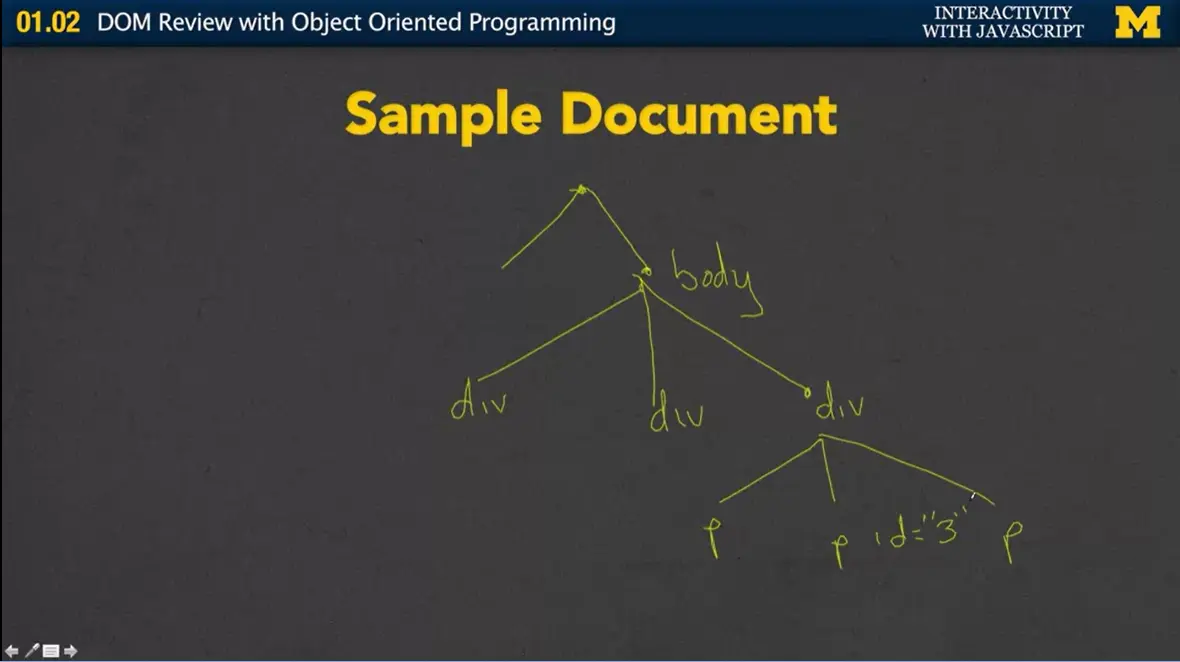 01.02 DOM Review with Object Oriented Programming
INTERACTIVITY
WITH JAVASCRIPT
M
Sample Document
body
div div div
p p id="3" p